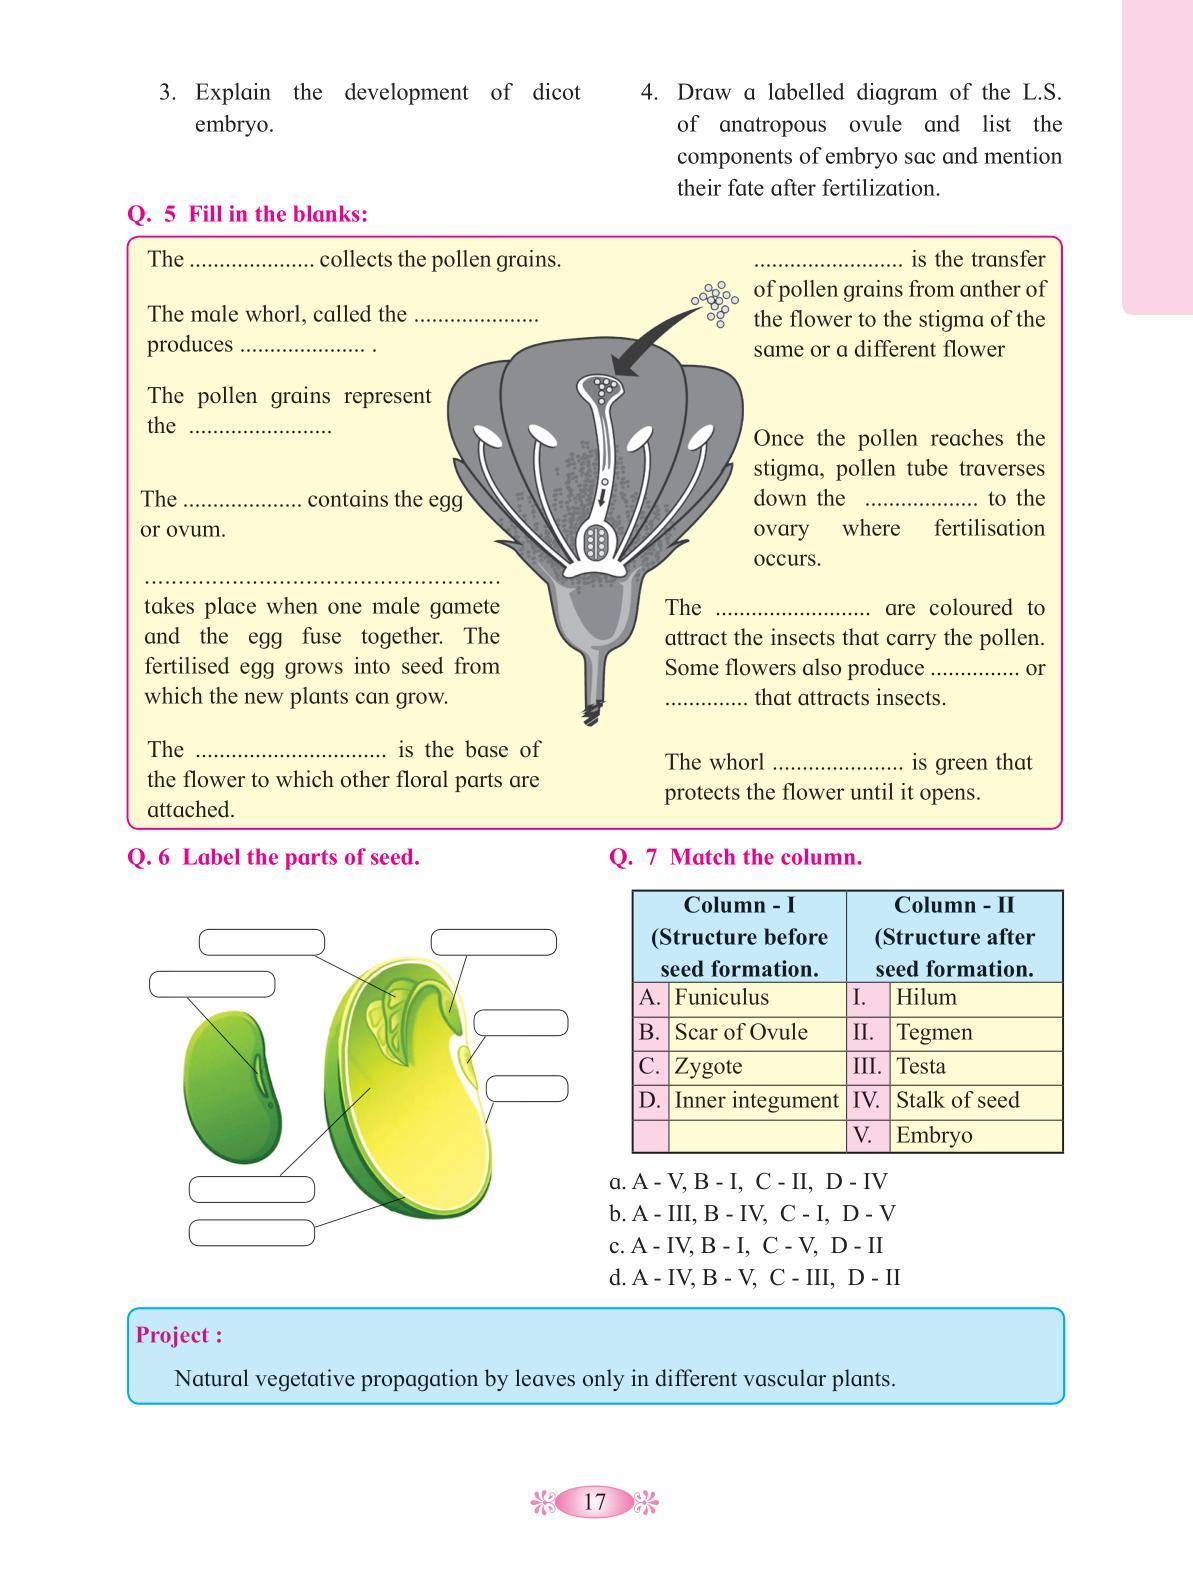 3. Explain the development of dicot
embryo.
4. Draw a labelled diagram of the L.S.
of anatropous ovule and list the
components of embryo sac and mention
their fate after fertilization.
Q. 5 Fill in the blanks:
The ..................... collects the pollen grains.
The male whorl, called the .....................
produces ..................... .
The pollen grains represent
the ........................
The .................... contains the egg
or ovum.
....................................................
takes place when one male gamete
and the egg fuse together. The
fertilised egg grows into seed from
which the new plants can grow.
The ................................ is the base of
the flower to which other floral parts are
attached.
......................... is the transfer
of pollen grains from anther of
the flower to the stigma of the
same or a different flower
Once the pollen reaches the
stigma, pollen tube traverses
down the ................... to the
ovary where fertilisation
occurs.
The .......................... are coloured to
attract the insects that carry the pollen.
Some flowers also produce ............... or
.............. that attracts insects.
The whorl ...................... is green that
protects the flower until it opens.
Q. 6 Label the parts of seed.
Q. 7 Match the column.
Column - I Column - II
(Structure before (Structure after
seed formation. seed formation.
A. Funiculus I. Hilum
B. Scar of Ovule II. Tegmen
C. Zygote III. Testa
D. Inner integument IV. Stalk of seed
V. Embryo
a. A - V, B - I, C - II, D - IV
b. A - III, B - IV, C - I, D - V
c. A - IV, B - I, C - V, D - II
d. A - IV, B - V, C - III, D - II
Project :
Natural vegetative propagation by leaves only in different vascular plants.
17